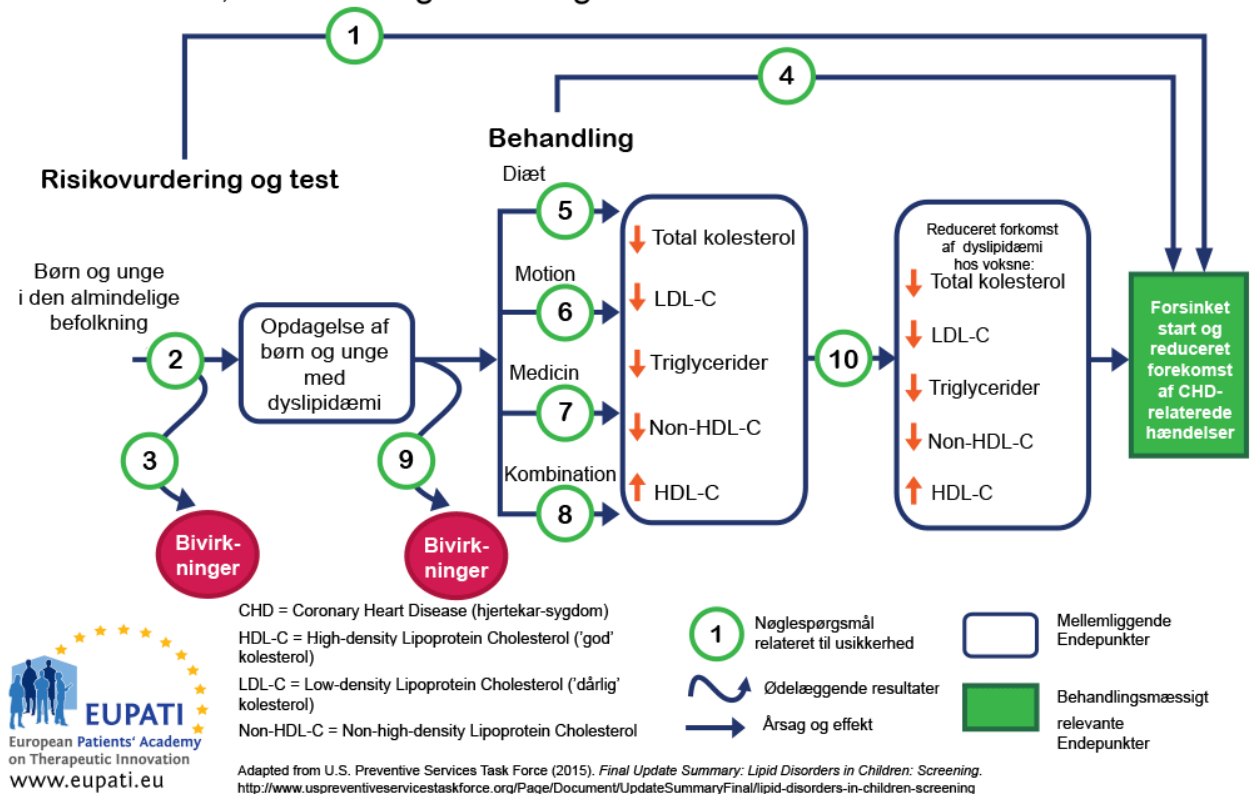 1
4
Behandling
Risikovurdering og test
Diæt
5
Børn og unge
i den almindelige
befolkning
2
Opdagelse af
børn og unge
med
dyslipidæmi
Motion
6
Medicin
7
Kombination
8
3
Bivirk-
ninger
9
Bivirk-
ninger
Total kolesterol
LDL-C
Triglycerider
Non-HDL-C
HDL-C
10
Reduceret forkomst
af dyslipidæmi
hos voksne:
Total kolesterol
LDL-C
Triglycerider
Non-HDL-C
HDL-C
Forsinket
start og
reduceret
forekomst
af CHD-
relaterede
hændelser
CHD = Coronary Heart Disease (hjertekar-sygdom)
HDL-C = High-density Lipoprotein Cholesterol ('god'
kolesterol)
LDL-C = Low-density Lipoprotein Cholesterol ('dårlig'
kolesterol)
Non-HDL-C = Non-high-density Lipoprotein Cholesterol
1
Nøglespørgsmål
relateret til usikkerhed
Ødelæggende resultater
Årsag og effekt
Mellemliggende
Endepunkter
Behandlingsmæssigt
relevante
Endepunkter
EUPATI
European Patients' Academy
on Therapeutic Innovation
www.eupati.eu
Adapted from U.S. Preventive Services Task Force (2015). Final Update Summary: Lipid Disorders in Children: Screening.
http://www.uspreventiveservicestaskforce.org/Page/Document/UpdateSummaryFinal/lipid-disorders-in-children-screening